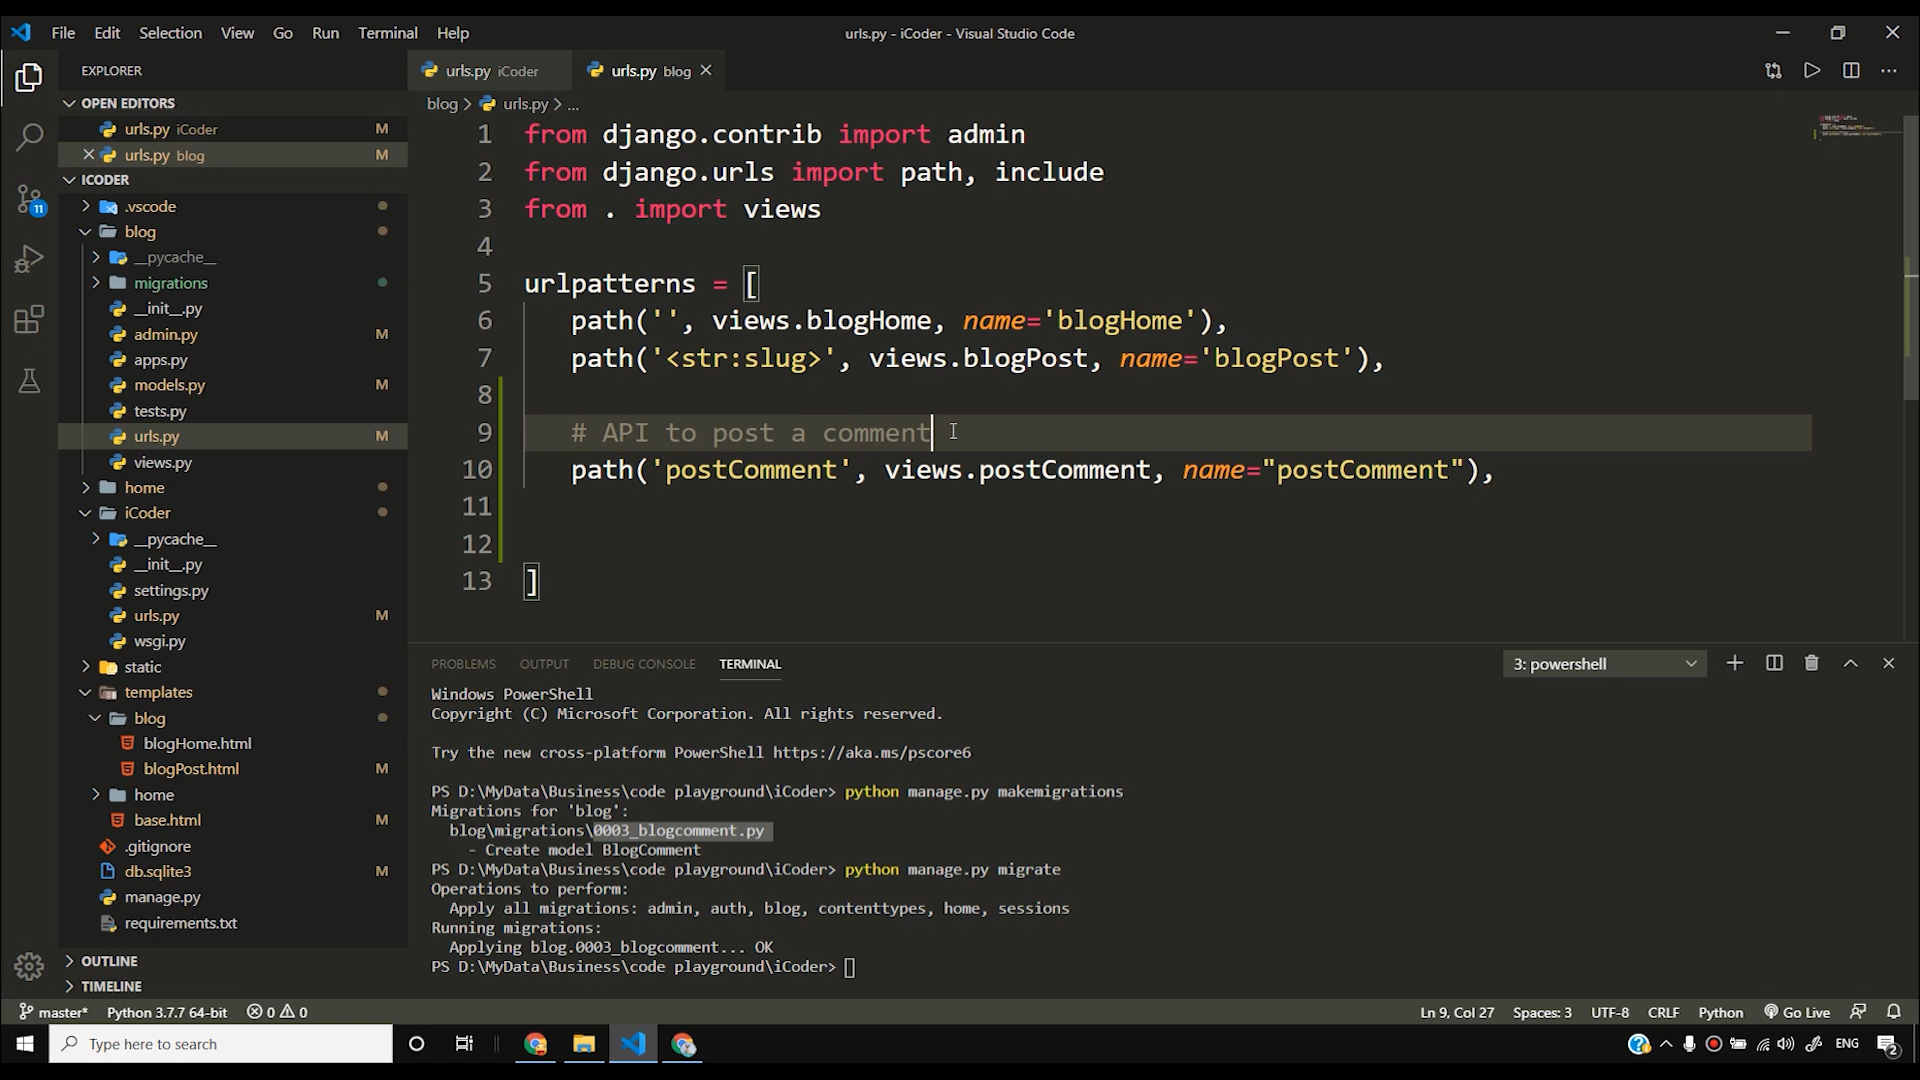 File Edit Selection View Go Run Terminal Help
urls.py - iCoder - Visual Studio Code
EXPLORER
OPEN EDITORS
urls.py iCoder M
urls.py blog M
ICODER
.vscode
blog
__pycache__
migrations
__init__.py
admin.py M
apps.py
models.py M
tests.py
urls.py M
views.py
home
iCoder
__pycache__
__init__.py
settings.py
urls.py M
wsgi.py
static
templates
blog
blogHome.html
blogPost.html M
home
base.html M
.gitignore
db.sqlite3 M
manage.py
requirements.txt
OUTLINE
TIMELINE
11
urls.py iCoder
urls.py blog
blog > urls.py > ...
1 from django.contrib import admin
2 from django.urls import path, include
3 from . import views
4
5 urlpatterns = [
6 path('', views.blogHome, name='blogHome'),
7 path('<str:slug>', views.blogPost, name='blogPost'),
8
9 # API to post a comment
10 path('postComment', views.postComment, name="postComment"),
11
12
13 ]
PROBLEMS OUTPUT DEBUG CONSOLE TERMINAL
3: powershell
Windows PowerShell
Copyright (C) Microsoft Corporation. All rights reserved.
Try the new cross-platform PowerShell https://aka.ms/pscore6
PS D:\MyData\Business\code playground\iCoder> python manage.py makemigrations
Migrations for 'blog':
blog\migrations\0003_blogcomment.py
- Create model BlogComment
PS D:\MyData\Business\code playground\iCoder> python manage.py migrate
Operations to perform:
Apply all migrations: admin, auth, blog, contenttypes, home, sessions
Running migrations:
Applying blog.0003_blogcomment... OK
PS D:\MyData\Business\code playground\iCoder>
master* Python 3.7.7 64-bit 0 0
Ln 9, Col 27 Spaces: 3 UTF-8 CRLF Python Go Live
Type here to search
ENG
2